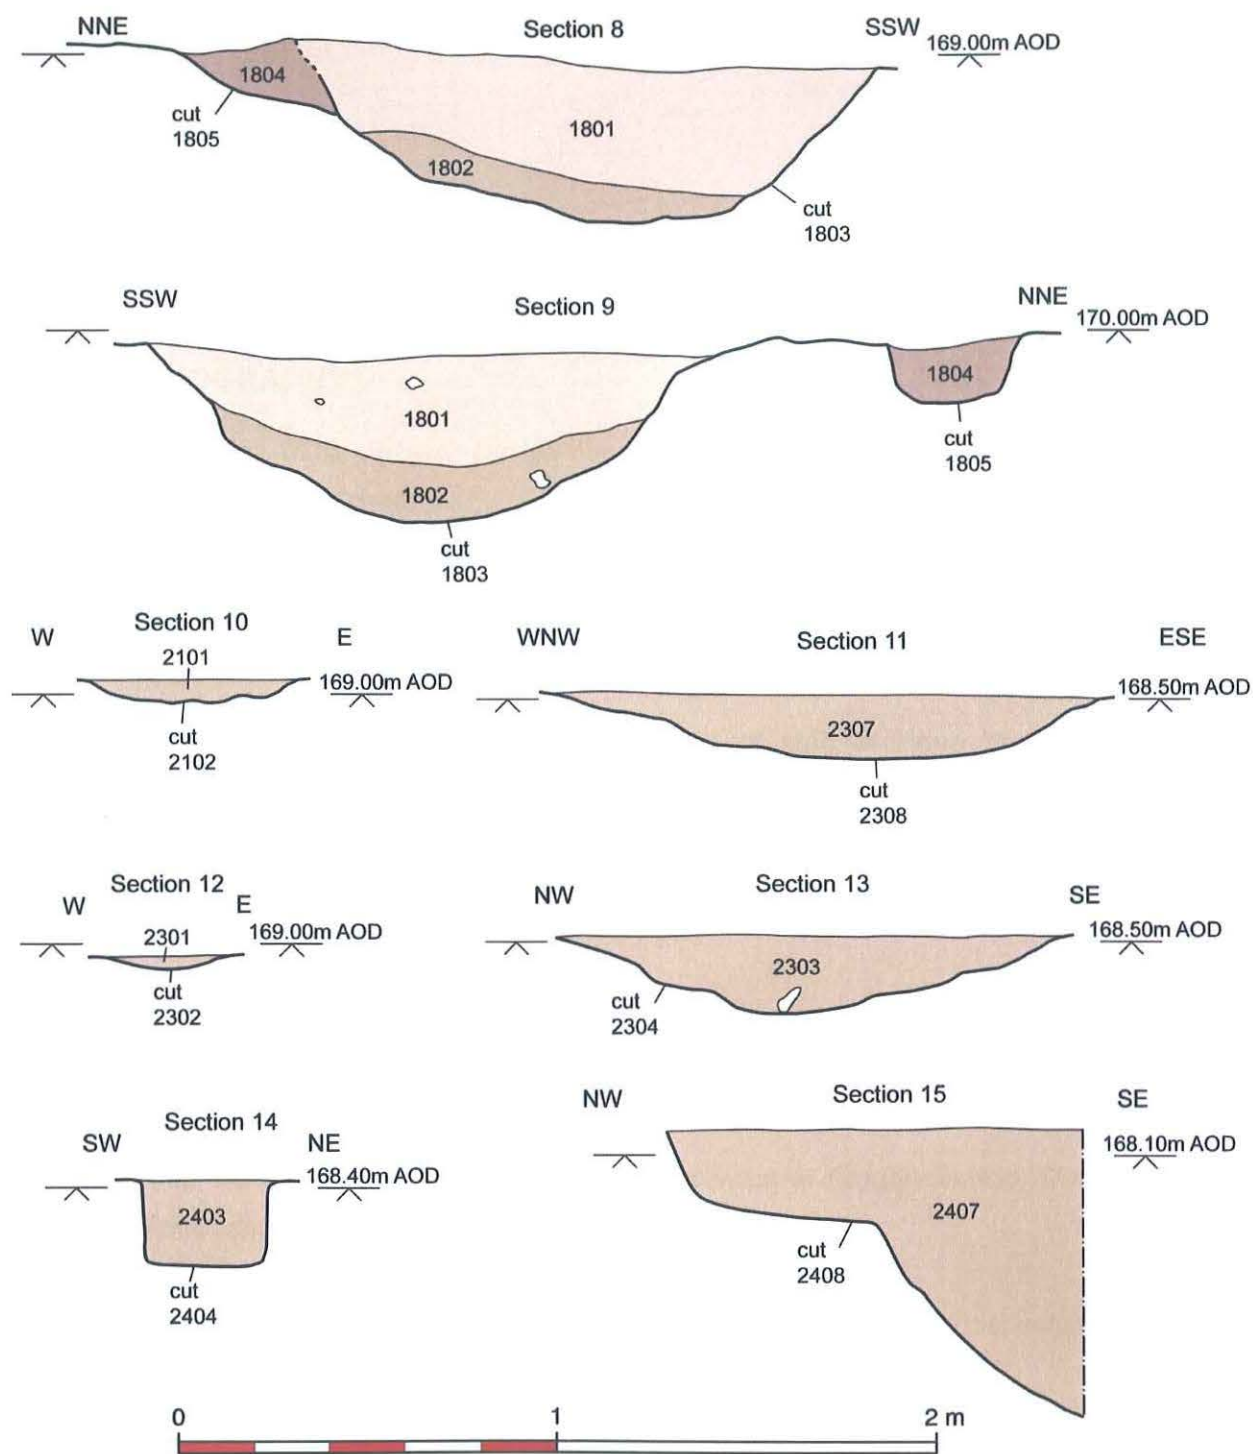 NNE
Section 8
SSW
169.00m AOD
1804
cut
1805
1801
1802
cut
1803
SSW
Section 9
NNE
170.00m AOD
1801
1804
cut
1805
1802
cut
1803
Section 10
W
E
2101
169.00m AOD
cut
2102
WNW
Section 11
ESE
168.50m AOD
2307
cut
2308
Section 12
W
E
2301
169.00m AOD
cut
2302
NW
Section 13
SE
168.50m AOD
2303
cut
2304
Section 14
SW
NE
168.40m AOD
2403
cut
2404
NW
Section 15
SE
168.10m AOD
2407
cut
2408
0
1
2 m